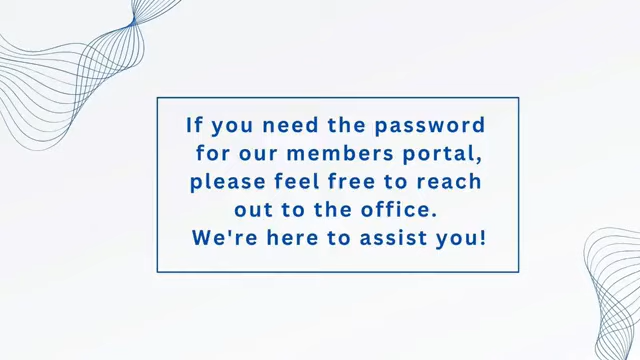 If you need the password
for our members portal,
please feel free to reach
out to the office.
We're here to assist you!